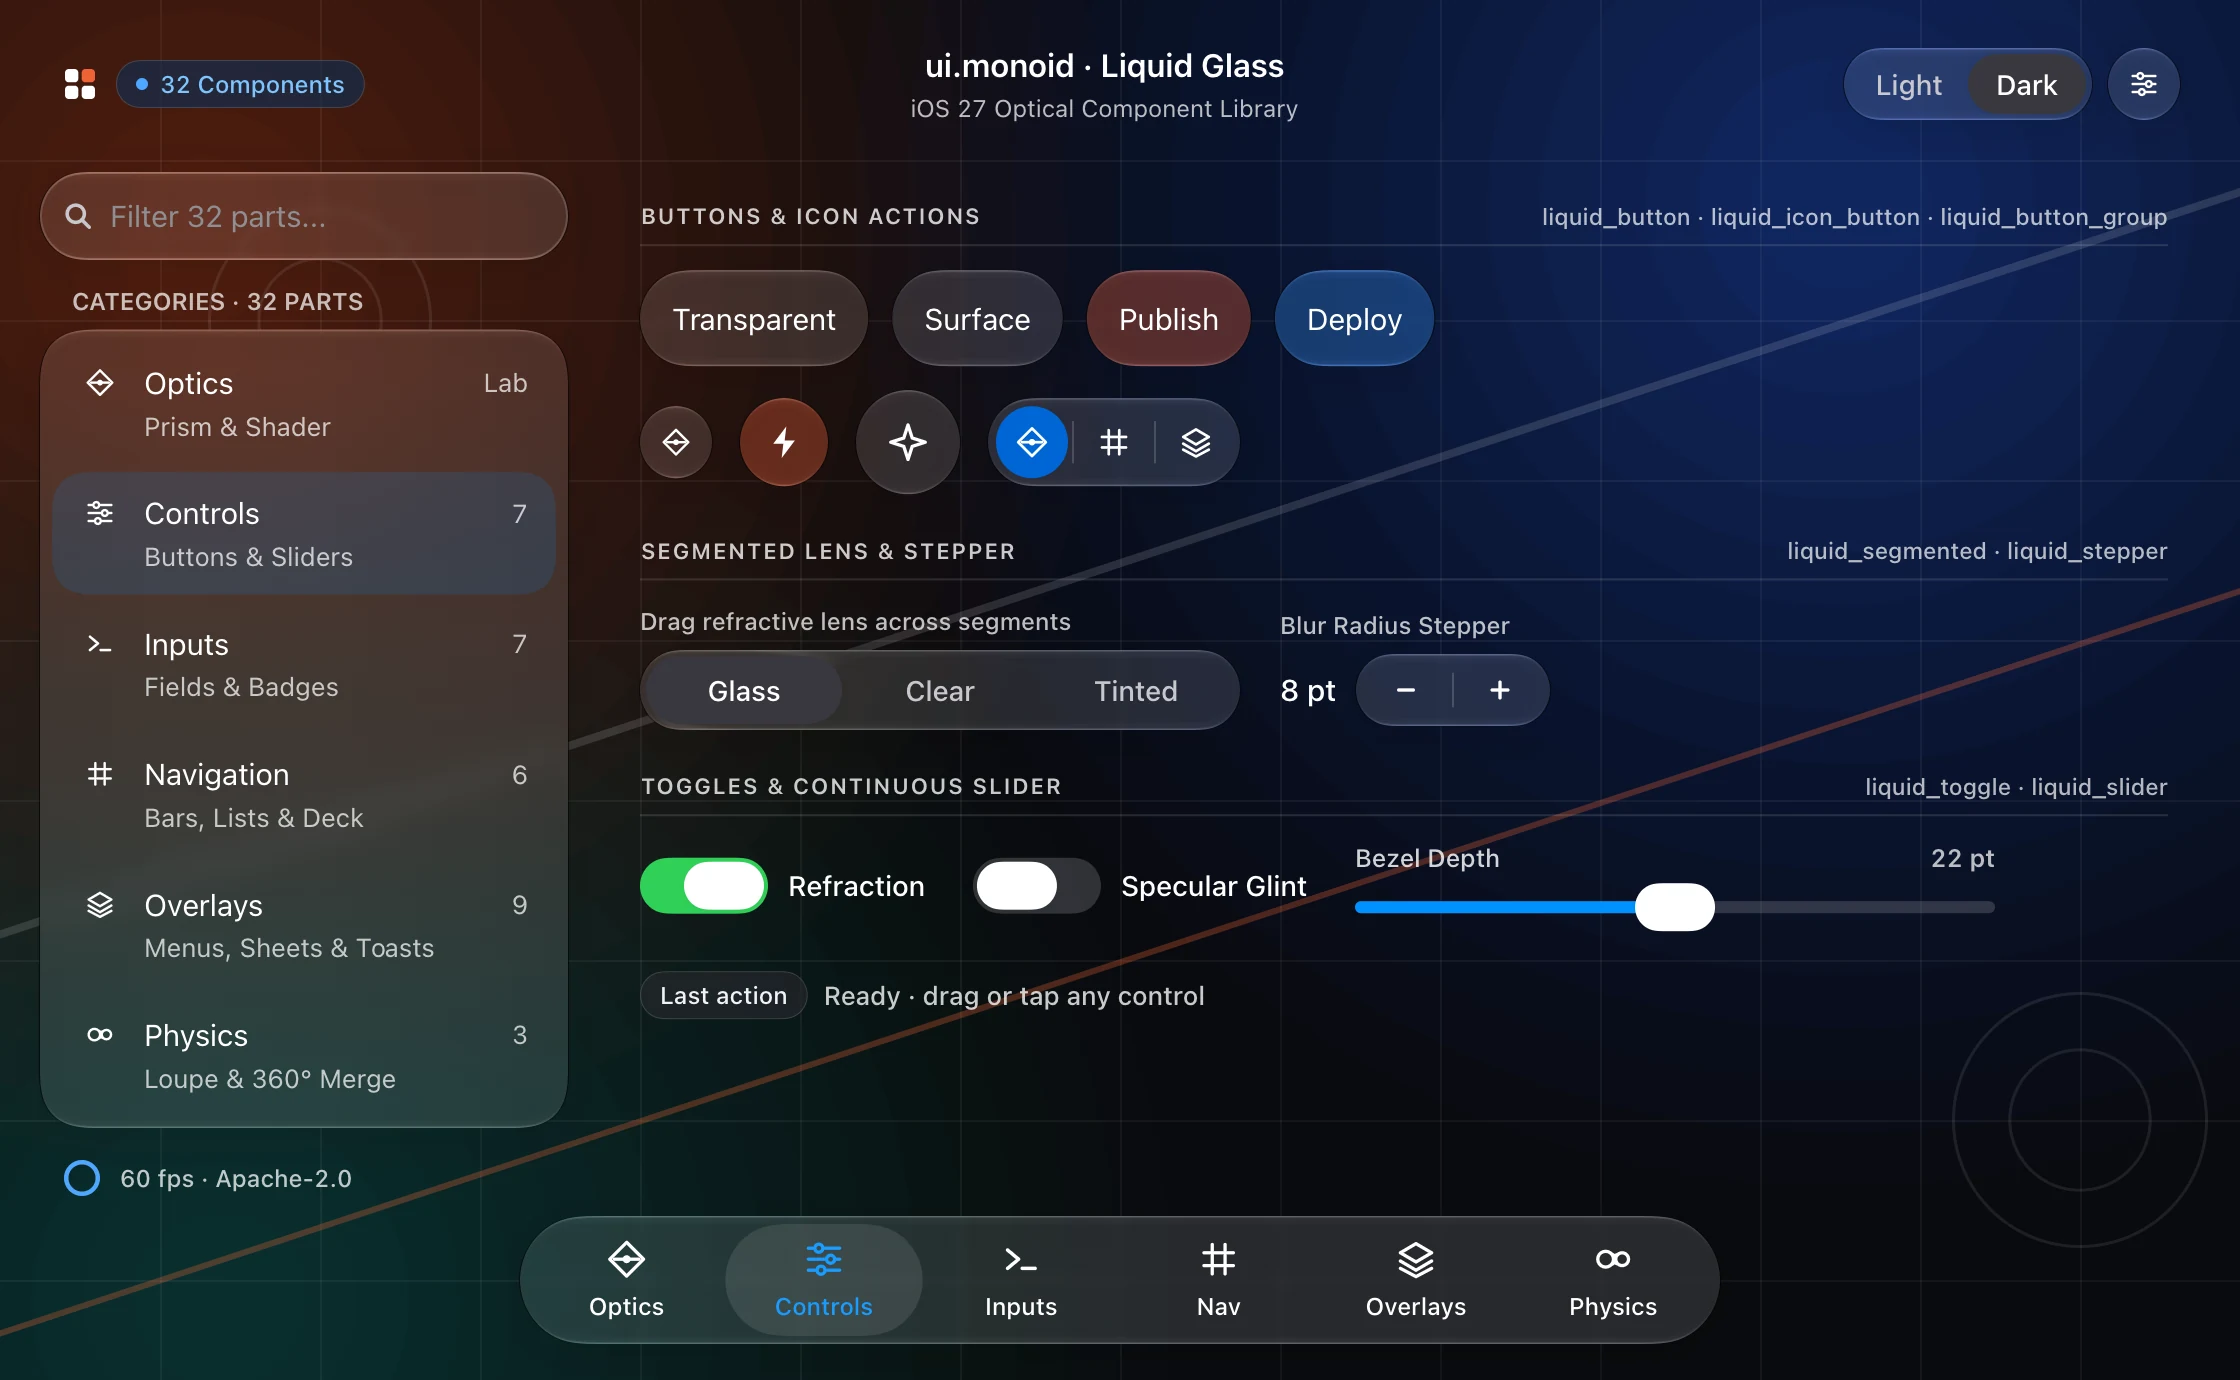 32 Components
ui.monoid · Liquid Glass
iOS 27 Optical Component Library
Light Dark
Filter 32 parts...
CATEGORIES · 32 PARTS
Optics Lab
Prism & Shader
Controls 7
Buttons & Sliders
Inputs 7
Fields & Badges
Navigation 6
Bars, Lists & Deck
Overlays 9
Menus, Sheets & Toasts
Physics 3
Loupe & 360° Merge
60 fps · Apache-2.0
BUTTONS & ICON ACTIONS liquid_button · liquid_icon_button · liquid_button_group
Transparent Surface Publish Deploy
SEGMENTED LENS & STEPPER liquid_segmented · liquid_stepper
Drag refractive lens across segments
Glass Clear Tinted
Blur Radius Stepper
8 pt − +
TOGGLES & CONTINUOUS SLIDER liquid_toggle · liquid_slider
Refraction Specular Glint
Bezel Depth 22 pt
Last action Ready · drag or tap any control
Optics Controls Inputs Nav Overlays Physics